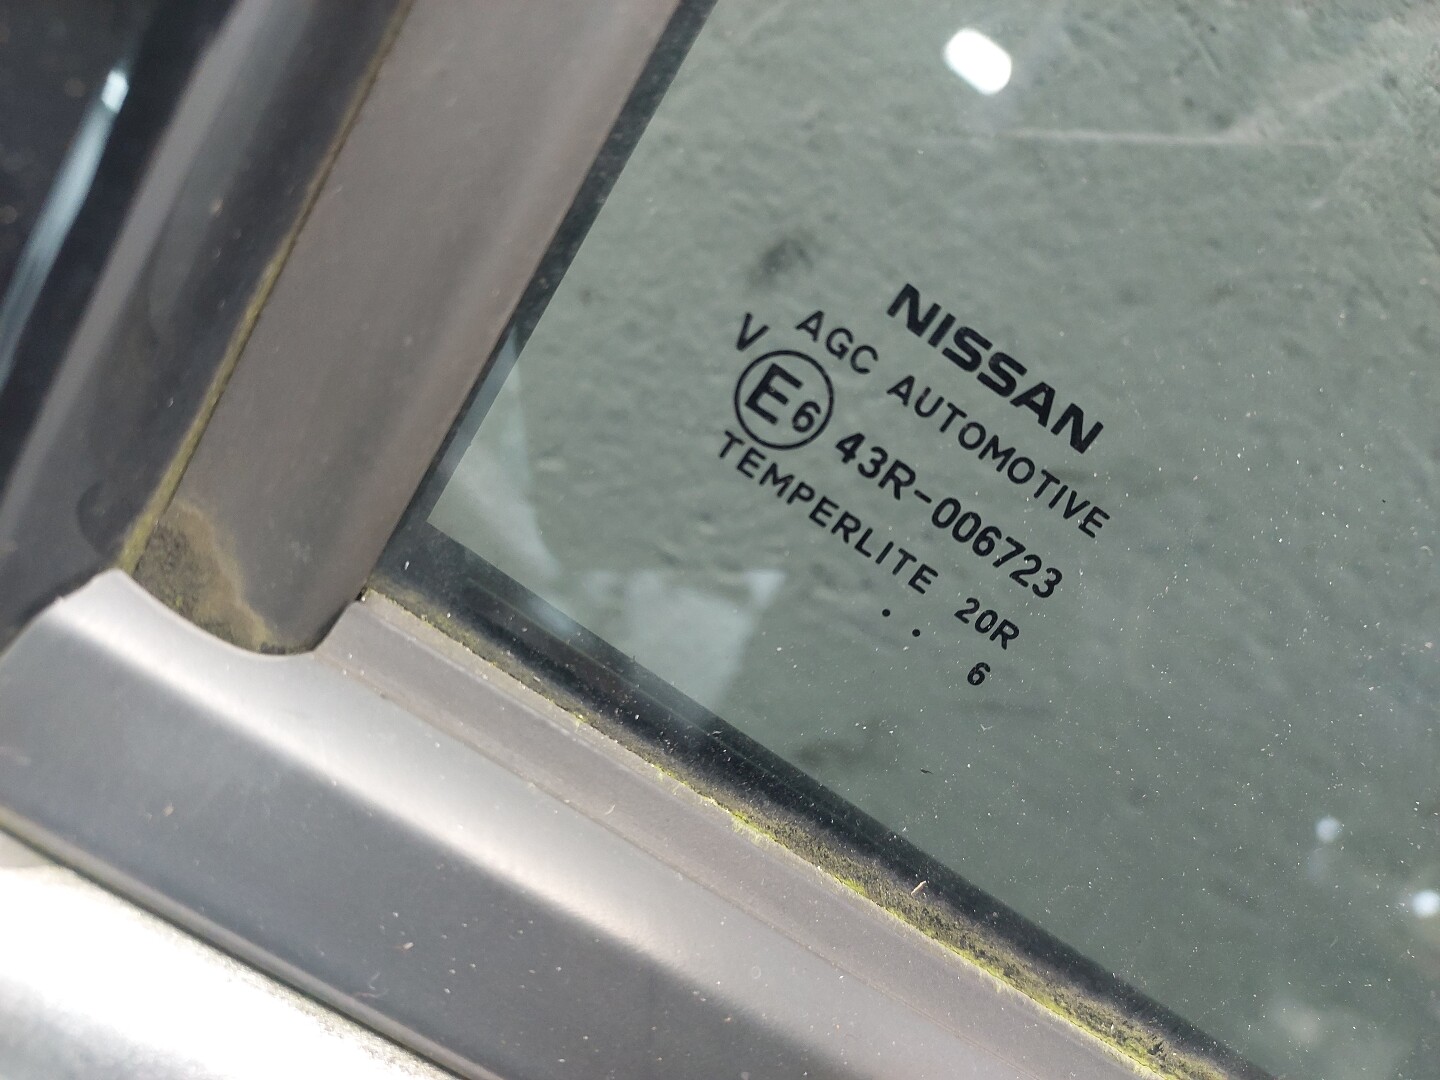 NISSAN
AGC AUTOMOTIVE
V
E6 43R-006723
TEMPERLITE 20R
. . 6